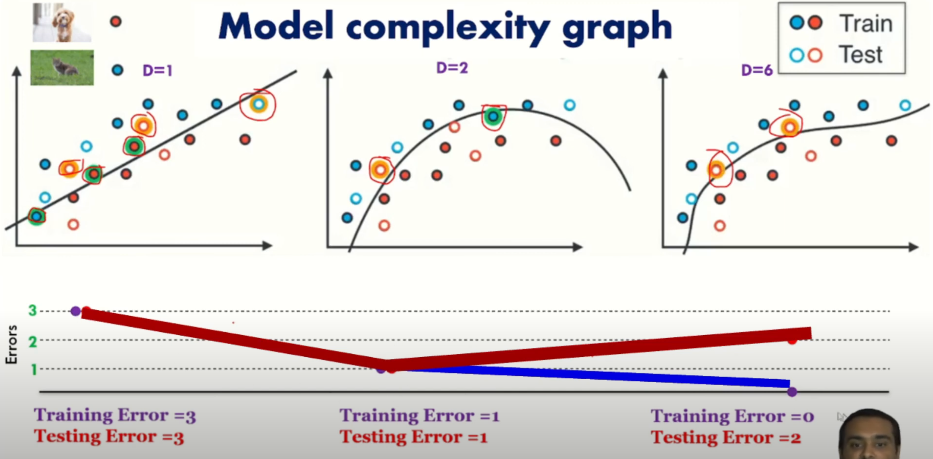 Model complexity graph
Train
Test
D=1
D=2
D=6
Errors
3
2
1
Training Error =3
Testing Error =3
Training Error =1
Testing Error =1
Training Error =0
Testing Error =2